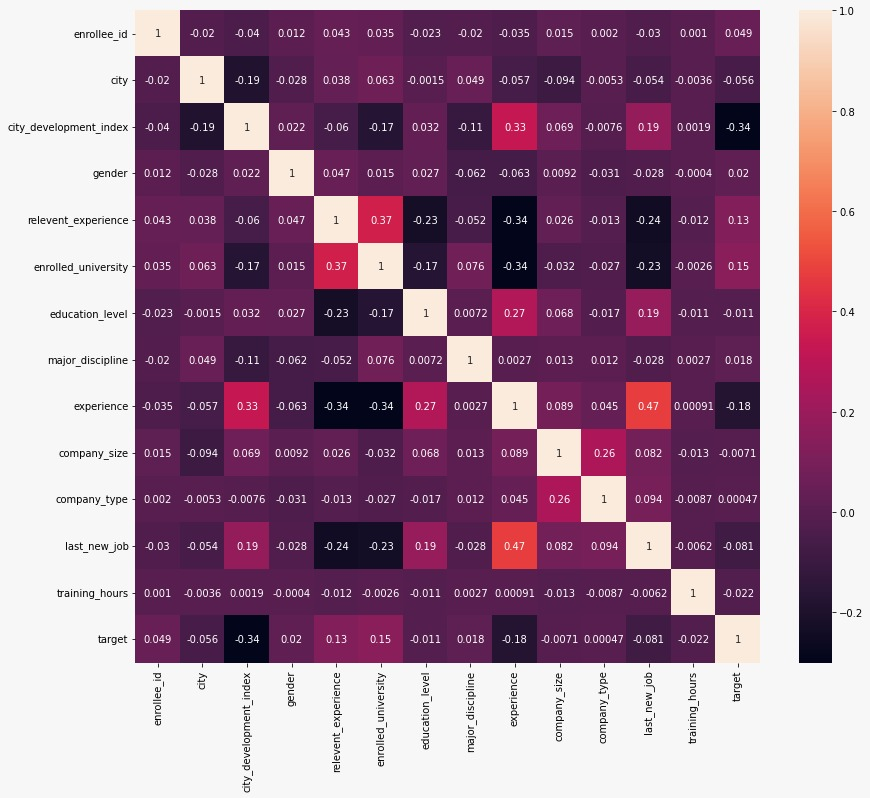 enrollee_id 1 -0.02 -0.04 0.012 0.043 0.035 -0.023 -0.02 -0.035 0.015 0.002 -0.03 0.001 0.049
city -0.02 1 -0.19 -0.028 0.038 0.063 -0.0015 0.049 -0.057 -0.094 -0.0053 -0.054 -0.0036 -0.056
city_development_index -0.04 -0.19 1 0.022 -0.06 -0.17 0.032 -0.11 0.33 0.069 -0.0076 0.19 0.0019 -0.34
gender 0.012 -0.028 0.022 1 0.047 0.015 0.027 -0.062 -0.063 0.0092 -0.031 -0.028 -0.0004 0.02
relevent_experience 0.043 0.038 -0.06 0.047 1 0.37 -0.23 -0.052 -0.34 0.026 -0.013 -0.24 -0.012 0.13
enrolled_university 0.035 0.063 -0.17 0.015 0.37 1 -0.17 0.076 -0.34 -0.032 -0.027 -0.23 -0.0026 0.15
education_level -0.023 -0.0015 0.032 0.027 -0.23 -0.17 1 0.0072 0.27 0.068 -0.017 0.19 -0.011 -0.011
major_discipline -0.02 0.049 -0.11 -0.062 -0.052 0.076 0.0072 1 0.0027 0.013 0.012 -0.028 0.0027 0.018
experience -0.035 -0.057 0.33 -0.063 -0.34 -0.34 0.27 0.0027 1 0.089 0.045 0.47 0.00091 -0.18
company_size 0.015 -0.094 0.069 0.0092 0.026 -0.032 0.068 0.013 0.089 1 0.26 0.082 -0.013 -0.0071
company_type 0.002 -0.0053 -0.0076 -0.031 -0.013 -0.027 -0.017 0.012 0.045 0.26 1 0.094 -0.0087 0.00047
last_new_job -0.03 -0.054 0.19 -0.028 -0.24 -0.23 0.19 -0.028 0.47 0.082 0.094 1 -0.0062 -0.081
training_hours 0.001 -0.0036 0.0019 -0.0004 -0.012 -0.0026 -0.011 0.0027 0.00091 -0.013 -0.0087 -0.0062 1 -0.022
target 0.049 -0.056 -0.34 0.02 0.13 0.15 -0.011 0.018 -0.18 -0.0071 0.00047 -0.081 -0.022 1
enrollee_id
city
city_development_index
gender
relevent_experience
enrolled_university
education_level
major_discipline
experience
company_size
company_type
last_new_job
training_hours
target
1.0
0.8
0.6
0.4
0.2
0.0
−0.2